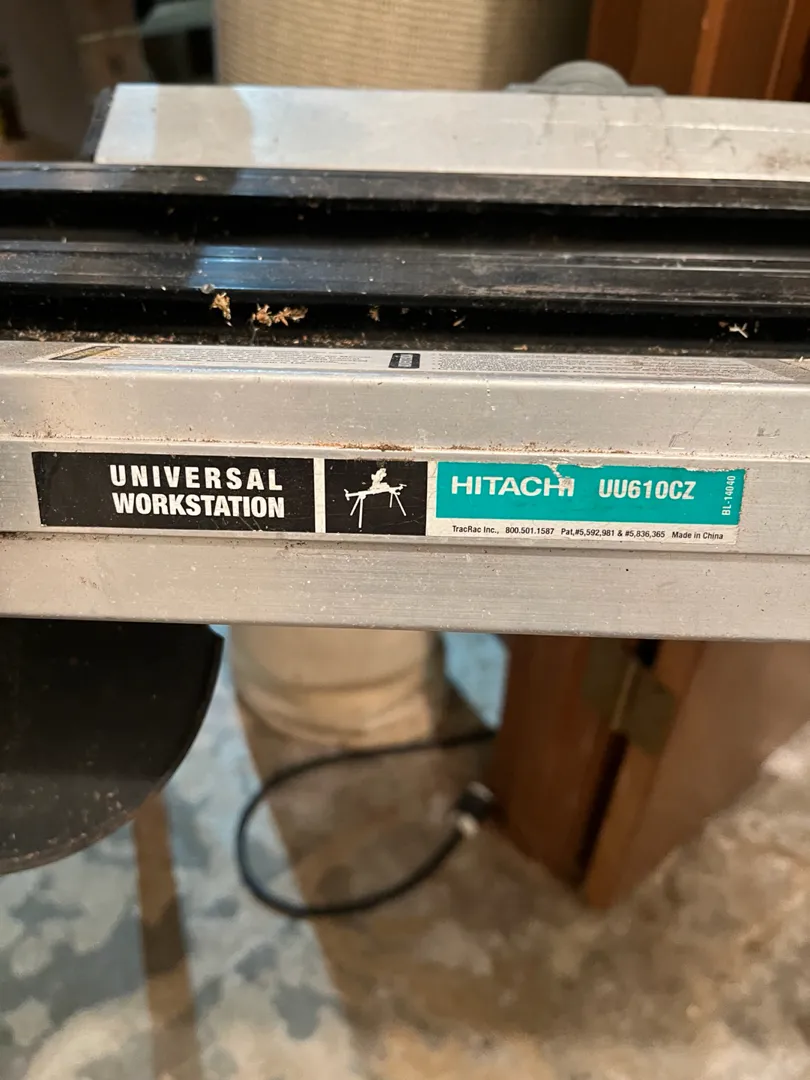 UNIVERSAL
WORKSTATION
HITACHI UU610CZ
BL-14040
TracRac Inc., 800.501.1587 Pat,#5,592,981 & #5,836,365 Made in China